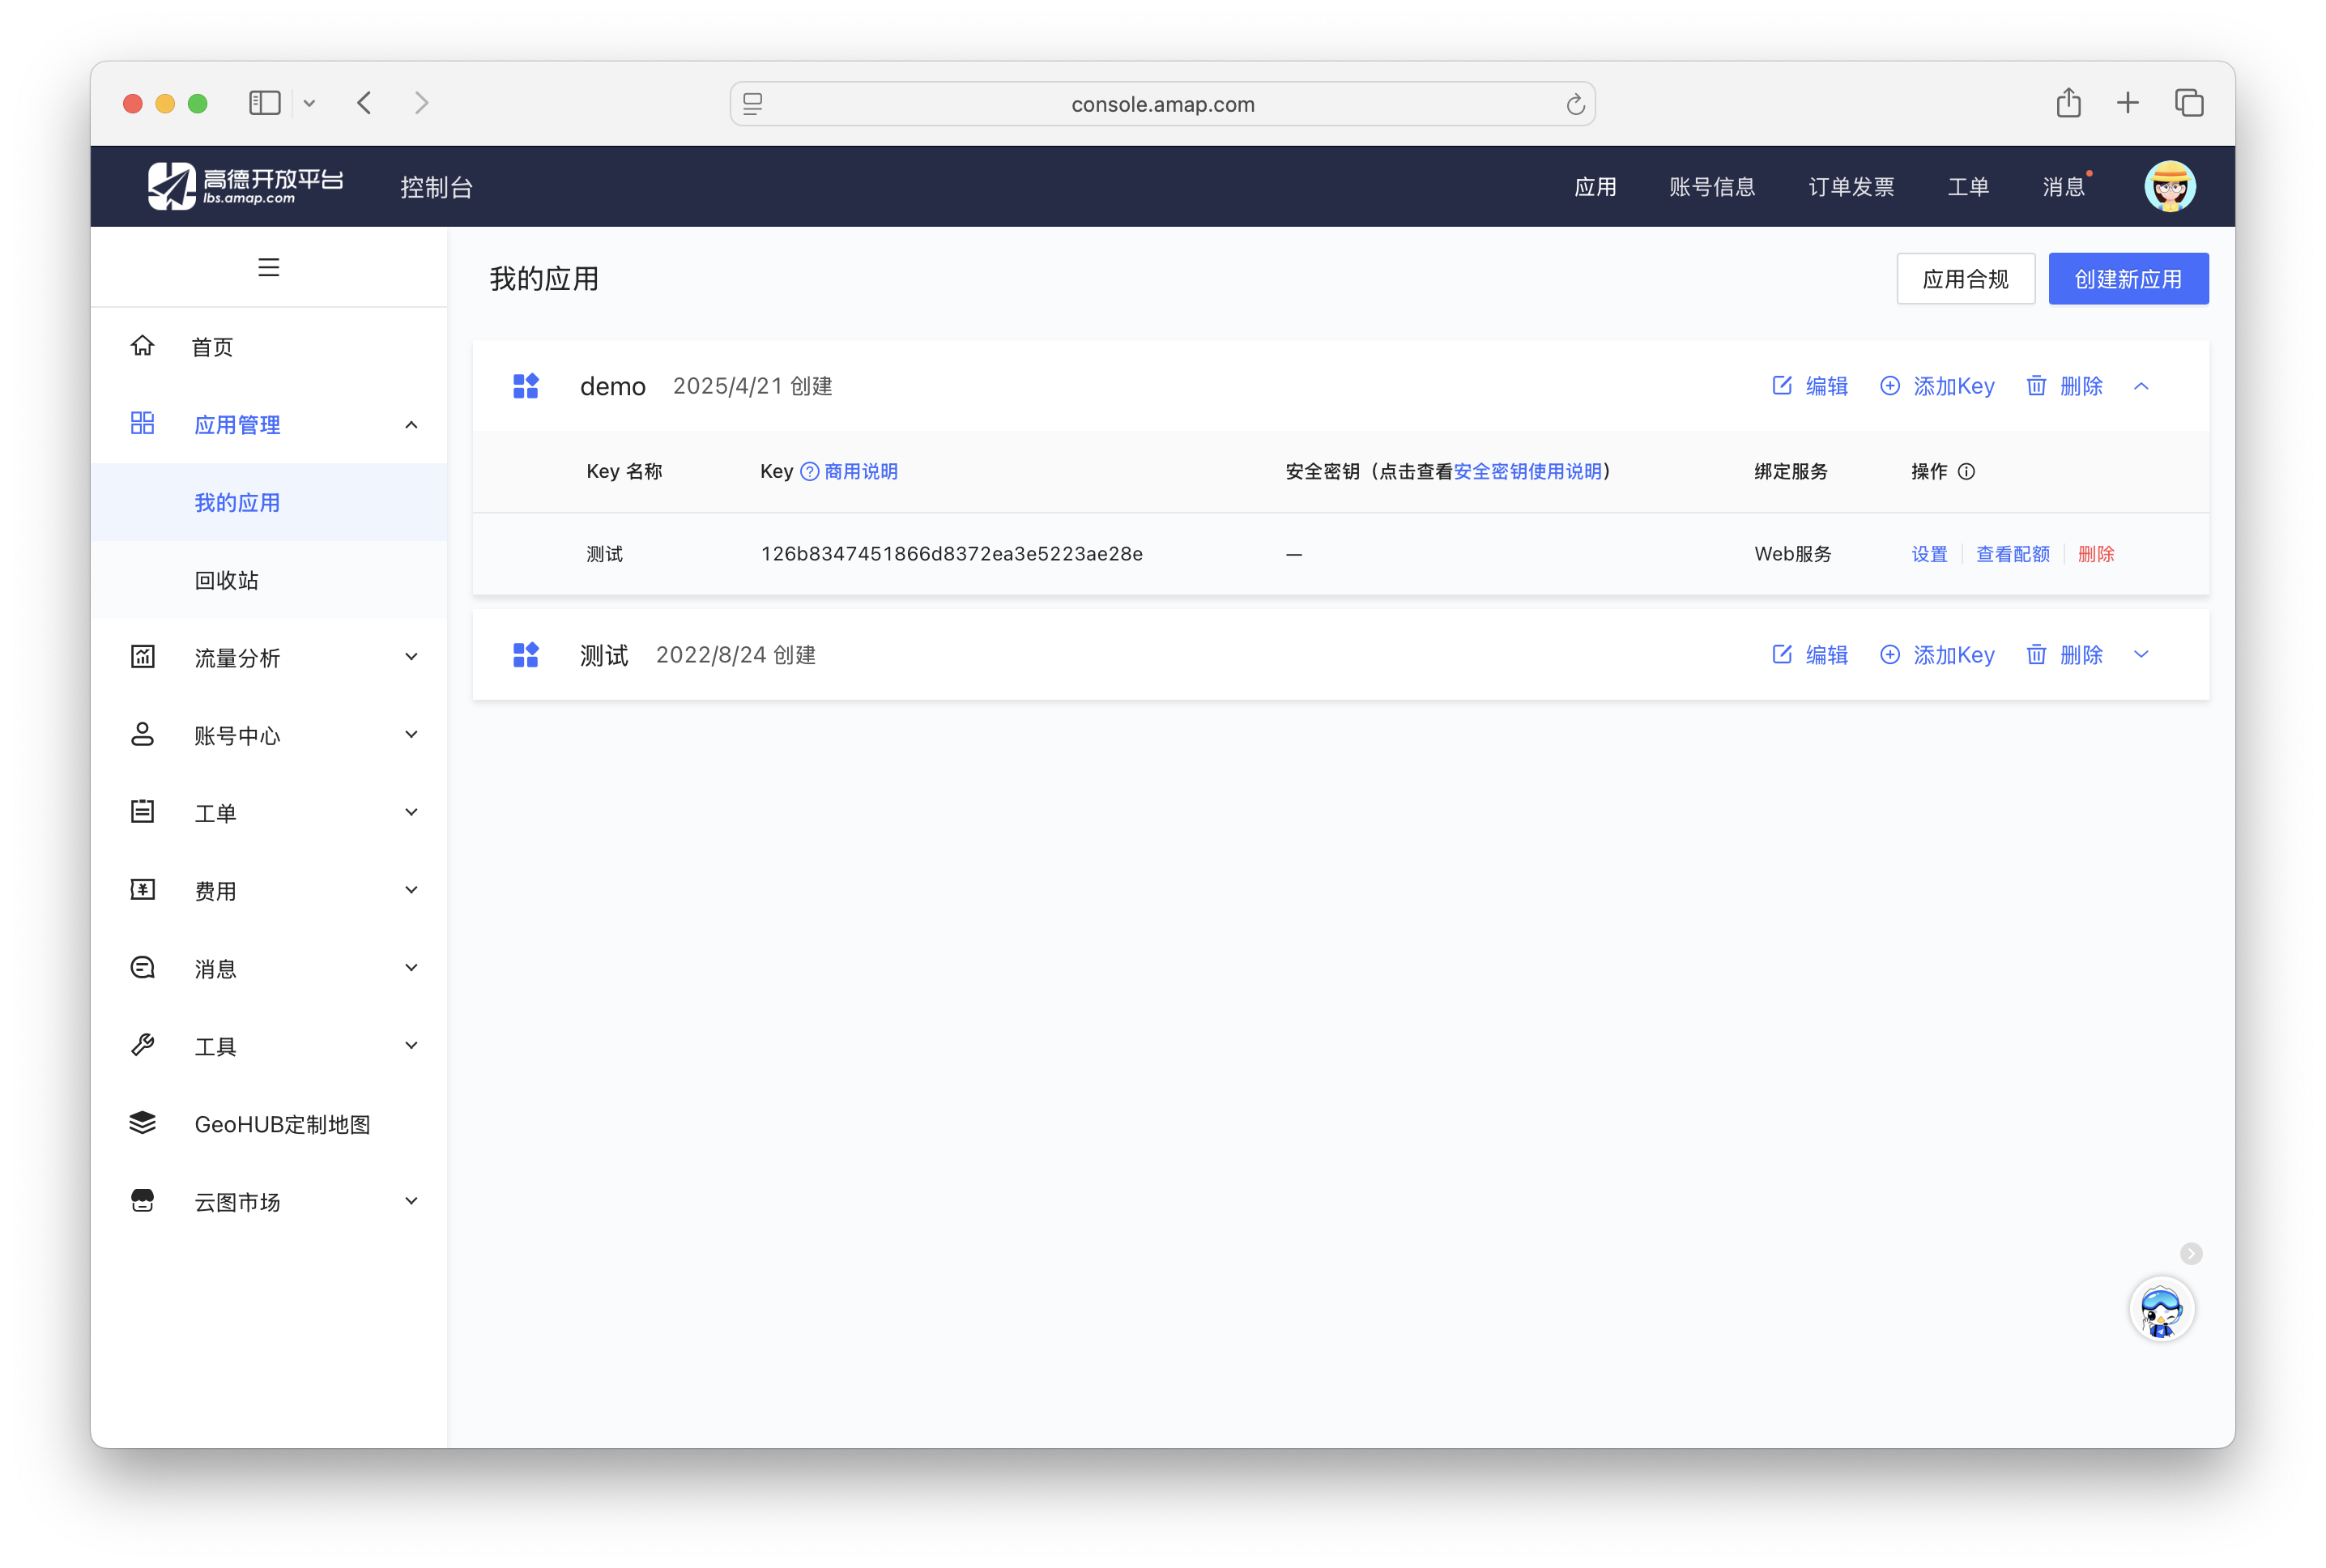 console.amap.com
高德开放平台
lbs.amap.com
控制台
应用 账号信息 订单发票 工单 消息
我的应用
应用合规 创建新应用
首页
应用管理
我的应用
回收站
流量分析
账号中心
工单
费用
消息
工具
GeoHUB定制地图
云图市场
demo 2025/4/21 创建 编辑 添加Key 删除
Key 名称 Key ? 商用说明 安全密钥（点击查看安全密钥使用说明） 绑定服务 操作
测试 126b8347451866d8372ea3e5223ae28e — Web服务 设置 查看配额 删除
测试 2022/8/24 创建 编辑 添加Key 删除